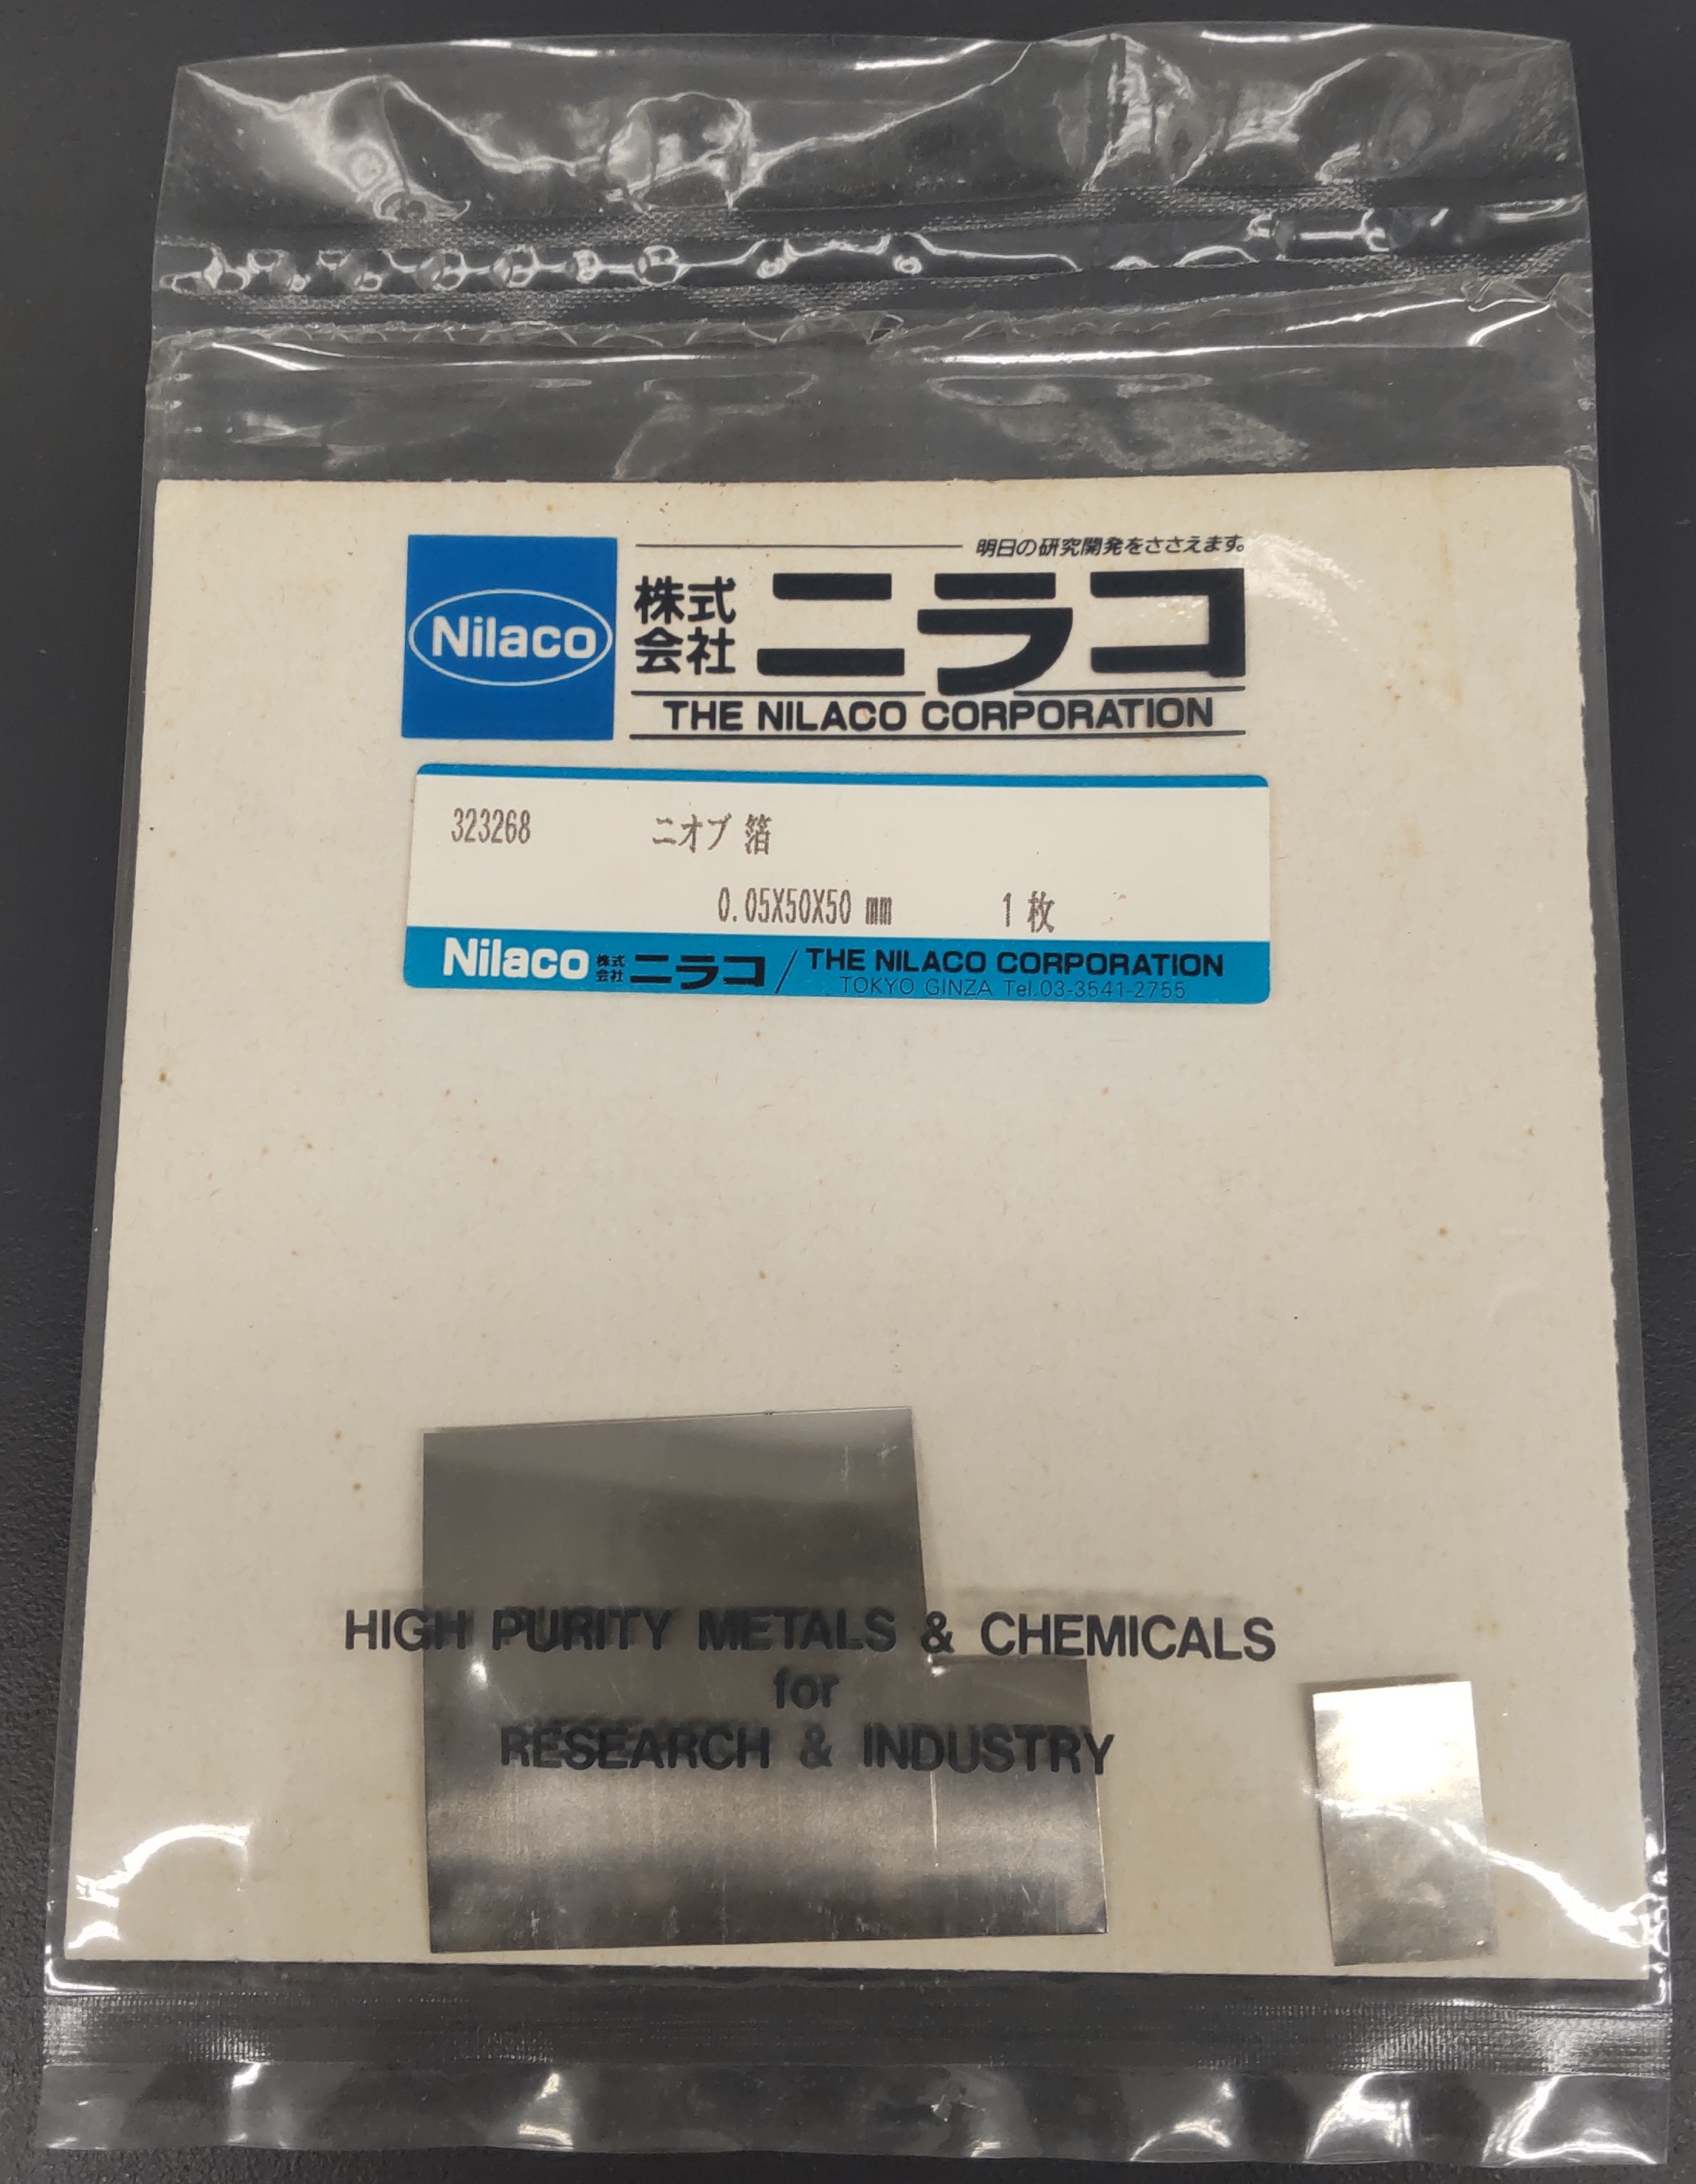 明日の研究開発をささえます。
Nilaco
株式会社 ニラコ
THE NILACO CORPORATION
323268 ニオブ 箔
0.05X50X50 mm 1 枚
Nilaco 株式会社 ニラコ / THE NILACO CORPORATION
TOKYO GINZA Tel.03-3541-2755
HIGH PURITY METALS & CHEMICALS
for
RESEARCH & INDUSTRY